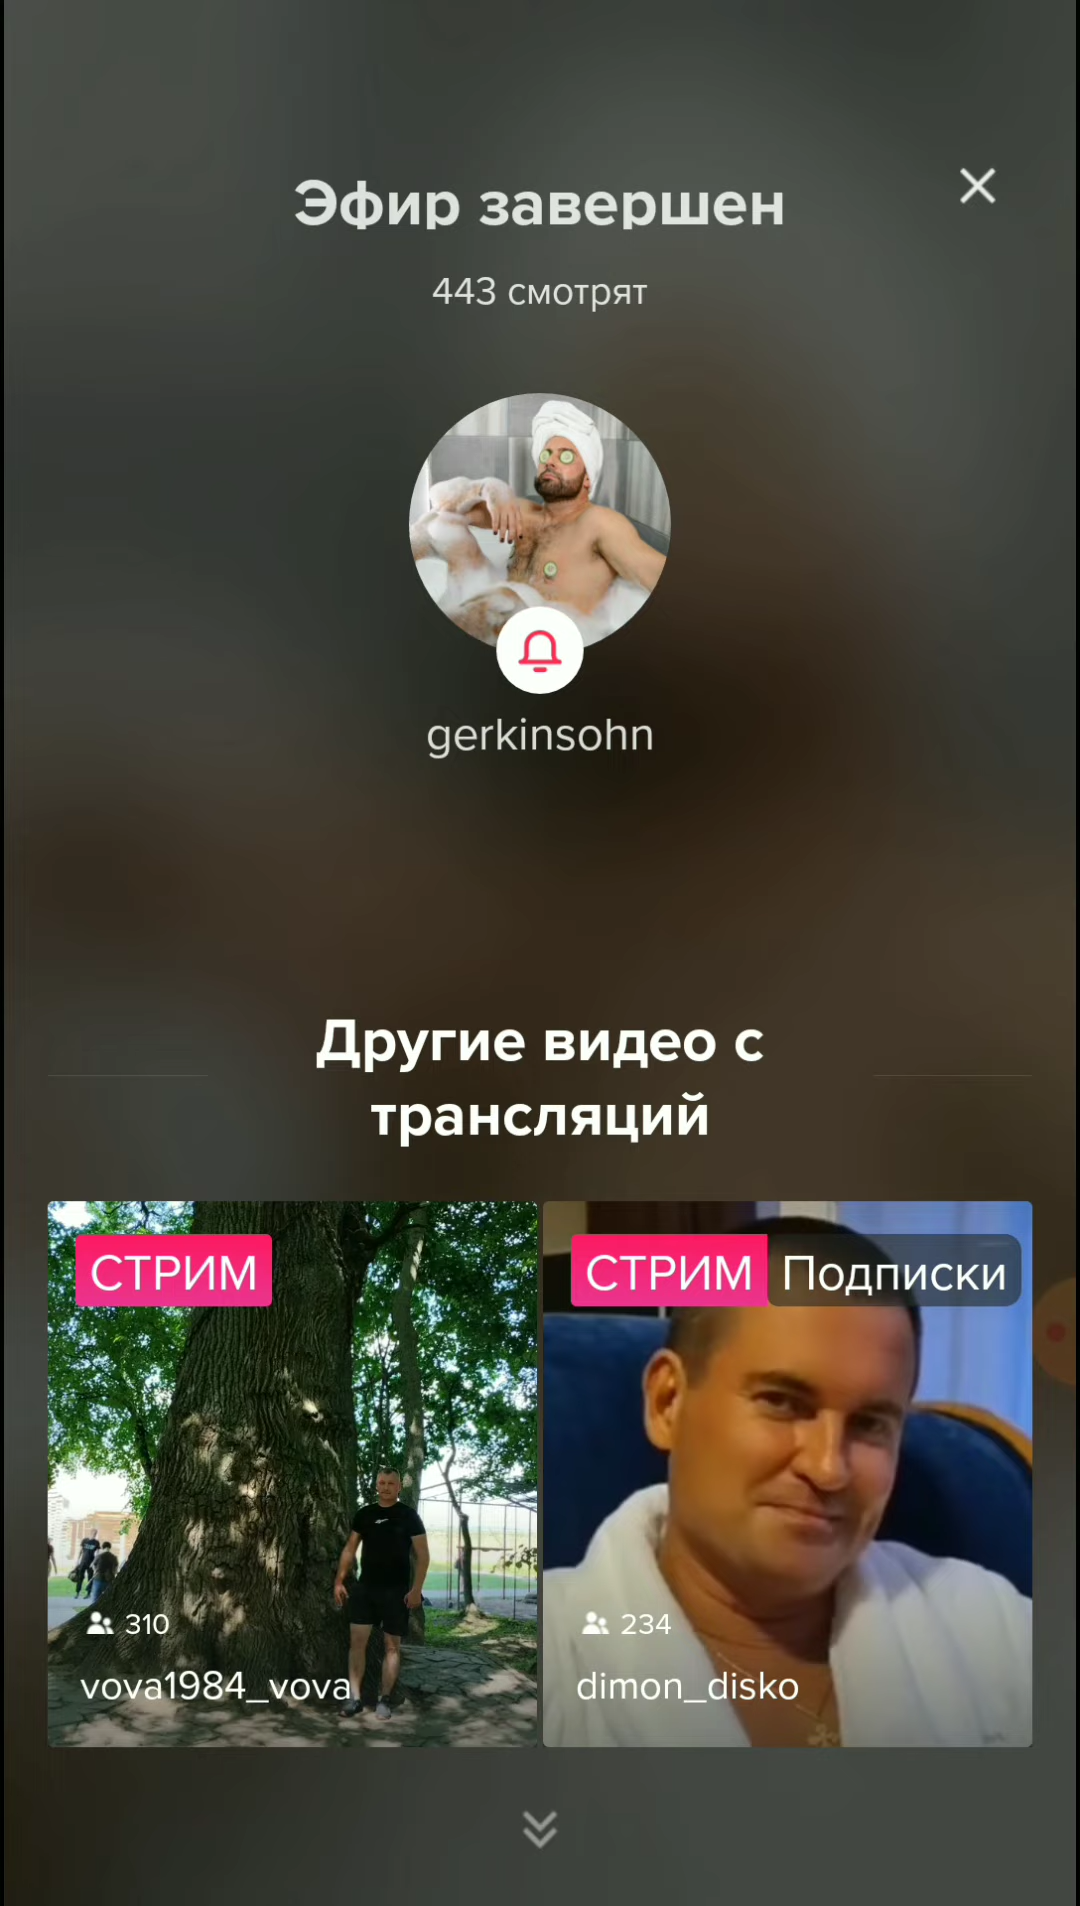 Эфир завершен
443 смотрят
gerkinsohn
Другие видео с
трансляций
СТРИМ
СТРИМ Подписки
310
234
vova1984_vova
dimon_disko